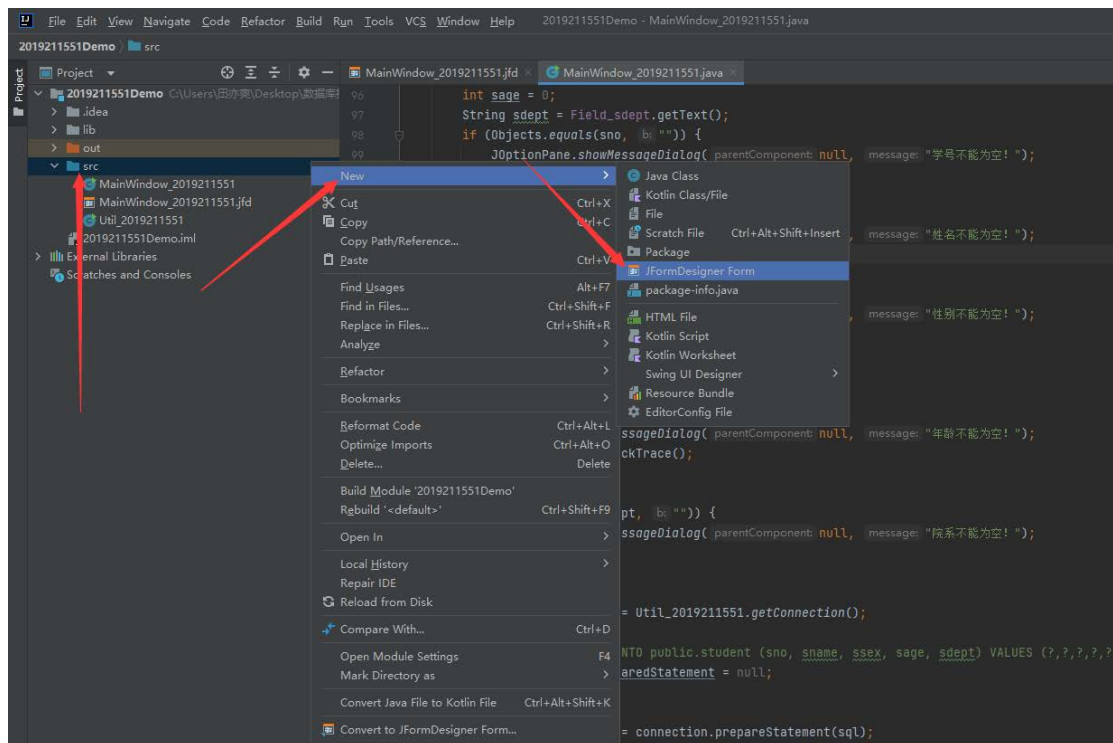 File Edit View Navigate Code Refactor Build Run Tools VCS Window Help 2019211551Demo - MainWindow_2019211551.java
2019211551Demo src
Project MainWindow_2019211551.jfd MainWindow_2019211551.java
Project
2019211551Demo C:\Users\田亦奕\Desktop\数据库
.idea
lib
out
src
MainWindow_2019211551
MainWindow_2019211551.jfd
Util_2019211551
2019211551Demo.iml
External Libraries
Scratches and Consoles
96 int sage = 0;
97 String sdept = Field_sdept.getText();
98 if (Objects.equals(sno, b: "")) {
99 JOptionPane.showMessageDialog( parentComponent: null, message: "学号不能为空！");
message: "姓名不能为空！");
message: "性别不能为空！");
ssageDialog( parentComponent: null, message: "年龄不能为空！");
ckTrace();
pt, b: "")) {
ssageDialog( parentComponent: null, message: "院系不能为空！");
= Util_2019211551.getConnection();
NTO public.student (sno, sname, ssex, sage, sdept) VALUES (?,?,?,?,?
aredStatement = null;
= connection.prepareStatement(sql);
New
Cut Ctrl+X
Copy Ctrl+C
Copy Path/Reference...
Paste Ctrl+V
Find Usages Alt+F7
Find in Files... Ctrl+Shift+F
Replace in Files... Ctrl+Shift+R
Analyze
Refactor
Bookmarks
Reformat Code Ctrl+Alt+L
Optimize Imports Ctrl+Alt+O
Delete... Delete
Build Module '2019211551Demo'
Rebuild '<default>' Ctrl+Shift+F9
Open In
Local History
Repair IDE
Reload from Disk
Compare With... Ctrl+D
Open Module Settings F4
Mark Directory as
Convert Java File to Kotlin File Ctrl+Alt+Shift+K
Convert to JFormDesigner Form...
Java Class
Kotlin Class/File
File
Scratch File Ctrl+Alt+Shift+Insert
Package
JFormDesigner Form
package-info.java
HTML File
Kotlin Script
Kotlin Worksheet
Swing UI Designer
Resource Bundle
EditorConfig File